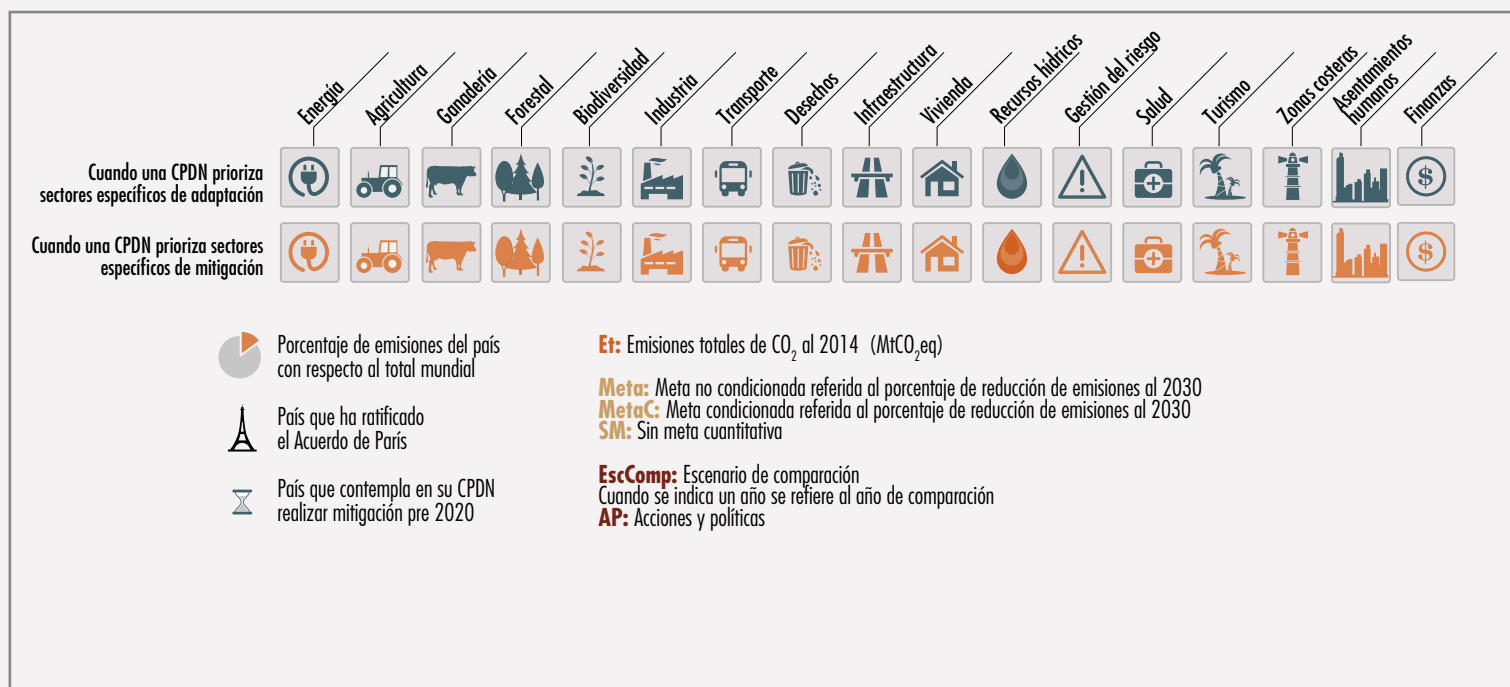 Energía
Agricultura
Ganadería
Forestal
Biodiversidad
Industria
Transporte
Desechos
Infraestructura
Vivienda
Recursos hídricos
Gestión del riesgo
Salud
Turismo
Zonas costeras
Asentamientos
humanos
Finanzas
Cuando una CPDN prioriza
sectores específicos de adaptación
Cuando una CPDN prioriza sectores
específicos de mitigación
Porcentaje de emisiones del país
con respecto al total mundial
País que ha ratificado
el Acuerdo de París
País que contempla en su CPDN
realizar mitigación pre 2020
Et: Emisiones totales de CO₂ al 2014 (MtCO₂eq)
Meta: Meta no condicionada referida al porcentaje de reducción de emisiones al 2030
MetaC: Meta condicionada referida al porcentaje de reducción de emisiones al 2030
SM: Sin meta cuantitativa
EscComp: Escenario de comparación
Cuando se indica un año se refiere al año de comparación
AP: Acciones y políticas